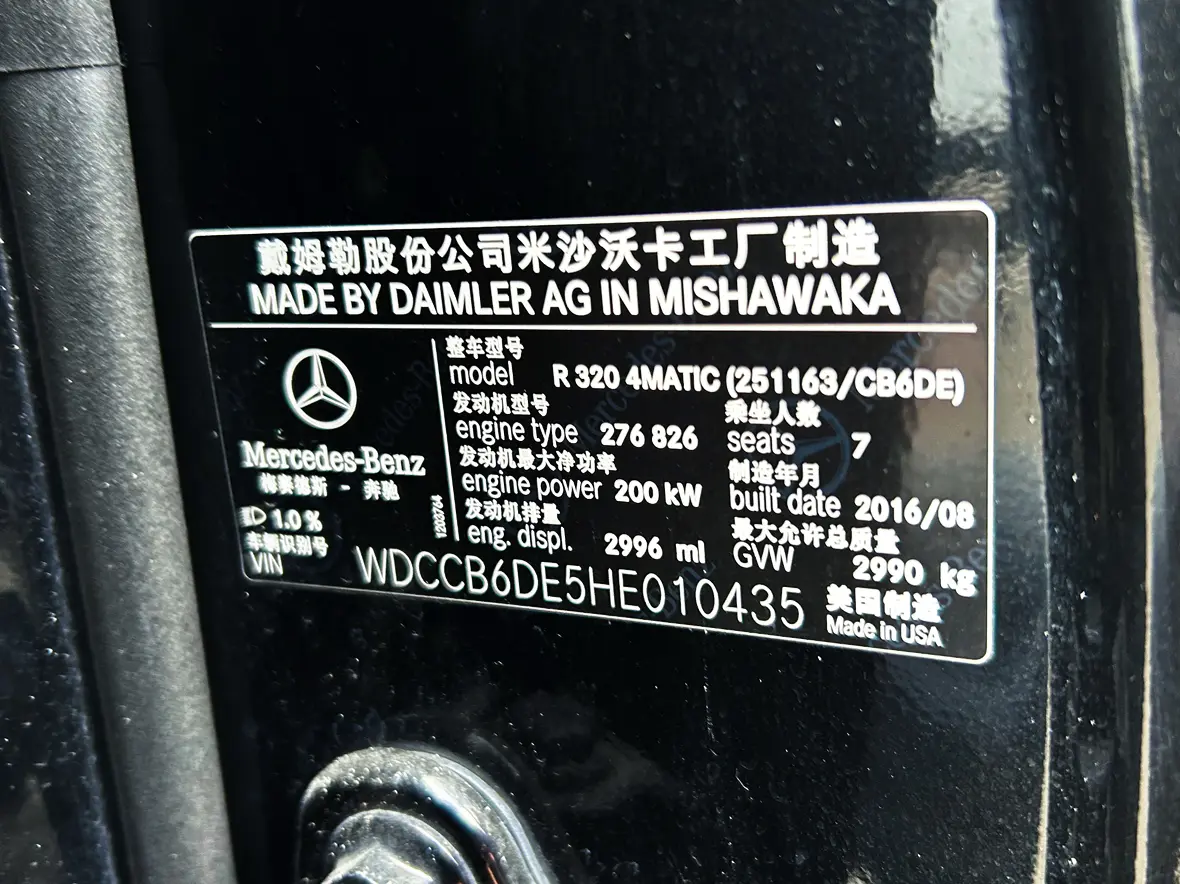 戴姆勒股份公司米沙沃卡工厂制造
MADE BY DAIMLER AG IN MISHAWAKA
Mercedes-Benz
梅赛德斯 - 奔驰
1.0 %
1203704
整车型号
model R 320 4MATIC (251163/CB6DE)
发动机型号
engine type 276 826
乘坐人数
seats 7
发动机最大净功率
engine power 200 kW
制造年月
built date 2016/08
发动机排量
eng. displ. 2996 ml
最大允许总质量
GVW 2990 kg
车辆识别号
VIN WDCCB6DE5HE010435
美国制造
Made in USA